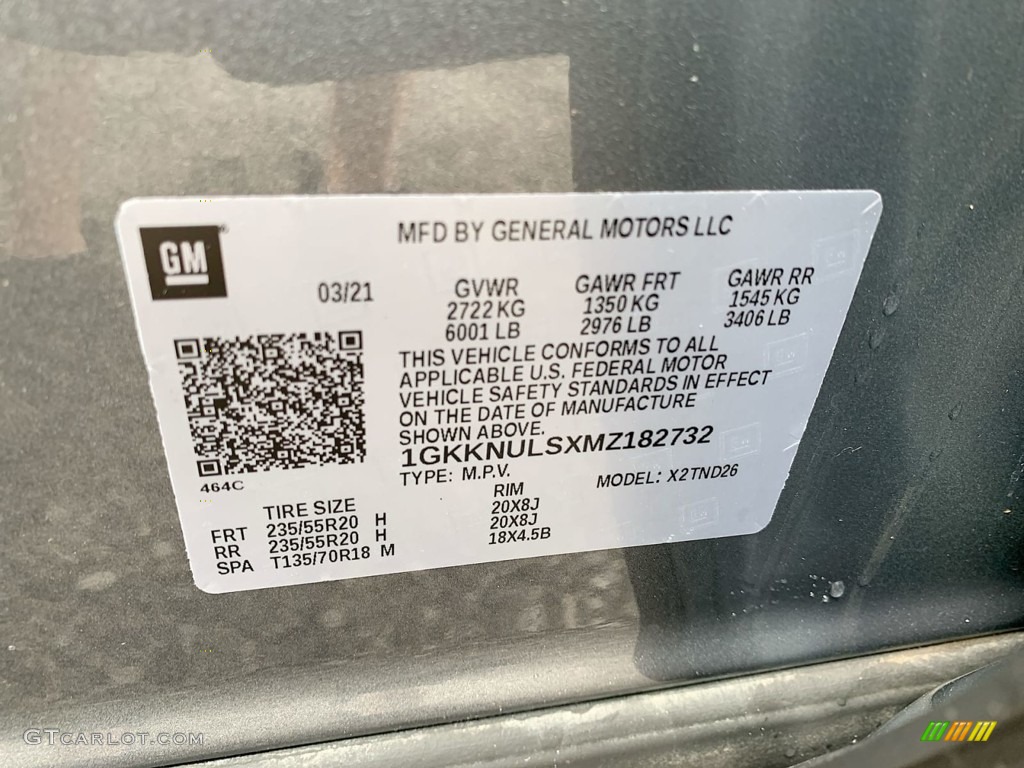 GM
MFD BY GENERAL MOTORS LLC
03/21
GVWR GAWR FRT GAWR RR
2722 KG 1350 KG 1545 KG
6001 LB 2976 LB 3406 LB
THIS VEHICLE CONFORMS TO ALL
APPLICABLE U.S. FEDERAL MOTOR
VEHICLE SAFETY STANDARDS IN EFFECT
ON THE DATE OF MANUFACTURE
SHOWN ABOVE.
1GKKNULSXMZ182732
TYPE: M.P.V. MODEL: X2TND26
464C
TIRE SIZE RIM
FRT 235/55R20 H 20X8J
RR 235/55R20 H 20X8J
SPA T135/70R18 M 18X4.5B
GTCARLOT.COM